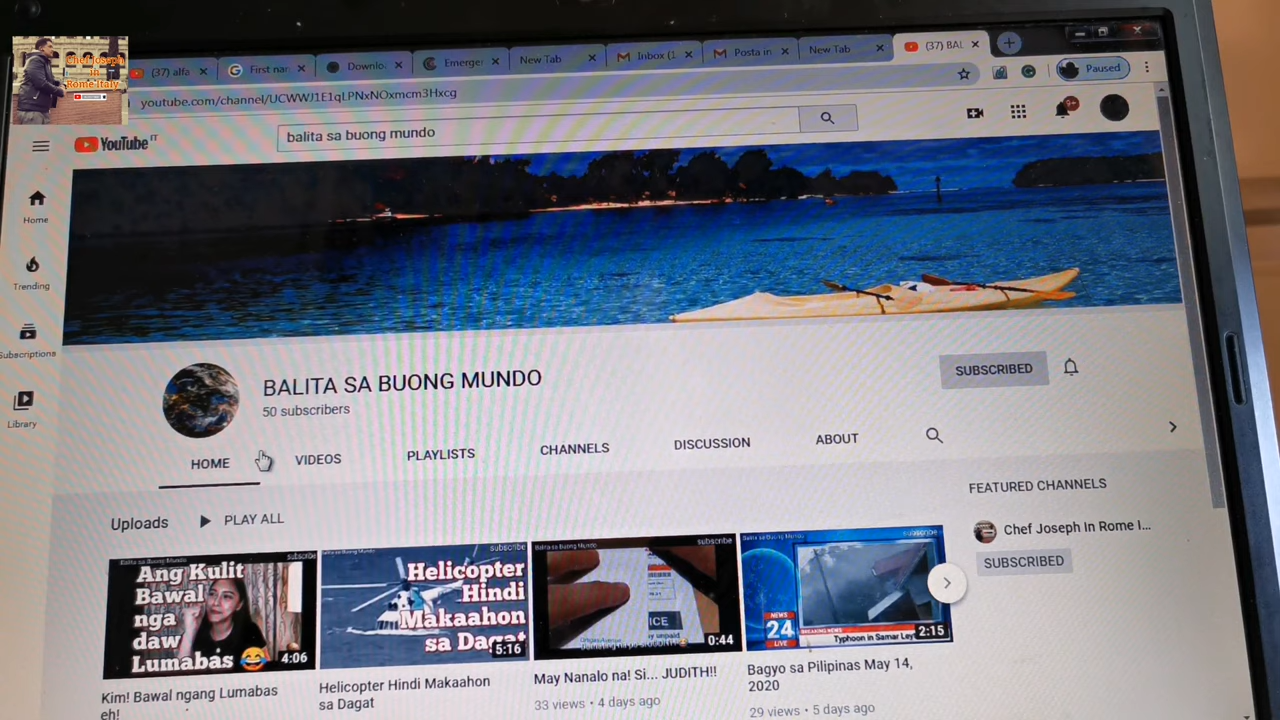 Chef Joseph
in
Rome Italy
(37) alfa
First nar
Downlo
Emerger
New Tab
Inbox (1
Posta in
New Tab
(37) BAL
youtube.com/channel/UCWWJ1E1qLPNxNOxmcm3Hxcg
Paused
YouTube IT
balita sa buong mundo
9+
Home
Trending
Subscriptions
Library
BALITA SA BUONG MUNDO
50 subscribers
SUBSCRIBED
HOME
VIDEOS
PLAYLISTS
CHANNELS
DISCUSSION
ABOUT
Uploads
PLAY ALL
FEATURED CHANNELS
Chef Joseph In Rome I...
SUBSCRIBED
Balita sa Buong Mundo
subscribe
Ang Kulit
Bawal
nga
daw
Lumabas
4:06
Kim! Bawal ngang Lumabas
eh!
Balita sa Buong Mundo
subscribe
Helicopter
Hindi
Makaahon
sa Dagat
5:16
Helicopter Hindi Makaahon
sa Dagat
Balita sa Buong Mundo
subscribe
ICE
0:44
May Nanalo na! Si... JUDITH!!
33 views • 4 days ago
Balita sa Buong Mundo
subscribe
NEWS
24
LIVE
BREAKING NEWS
Typhoon in Samar Ley
2:15
Bagyo sa Pilipinas May 14,
2020
29 views • 5 days ago